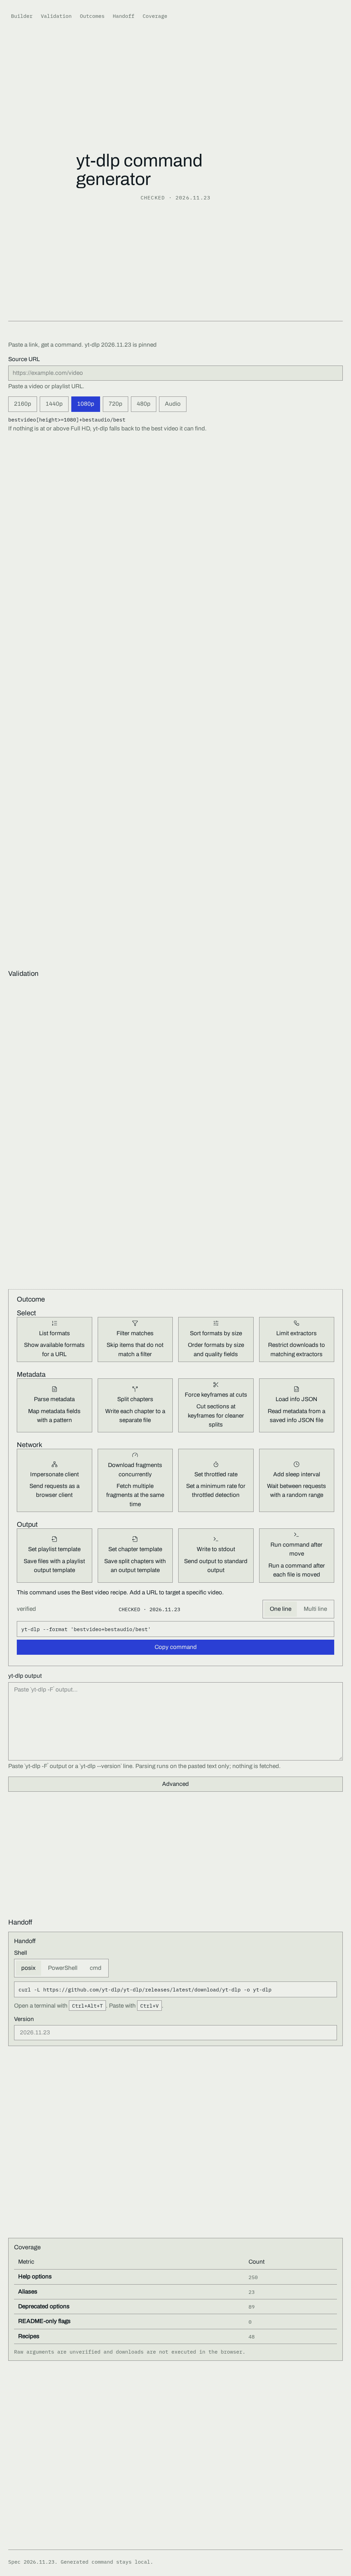 Builder Validation Outcomes Handoff Coverage
yt-dlp command
generator
CHECKED · 2026.11.23
Paste a link, get a command. yt-dlp 2026.11.23 is pinned
Source URL
https://example.com/video
Paste a video or playlist URL.
2160p 1440p 1080p 720p 480p Audio
bestvideo[height>=1080]+bestaudio/best
If nothing is at or above Full HD, yt-dlp falls back to the best video it can find.
Validation
Outcome
Select
List formats
Show available formats
for a URL
Filter matches
Skip items that do not
match a filter
Sort formats by size
Order formats by size
and quality fields
Limit extractors
Restrict downloads to
matching extractors
Metadata
Parse metadata
Map metadata fields
with a pattern
Split chapters
Write each chapter to a
separate file
Force keyframes at cuts
Cut sections at
keyframes for cleaner
splits
Load info JSON
Read metadata from a
saved info JSON file
Network
Impersonate client
Send requests as a
browser client
Download fragments
concurrently
Fetch multiple
fragments at the same
time
Set throttled rate
Set a minimum rate for
throttled detection
Add sleep interval
Wait between requests
with a random range
Output
Set playlist template
Save files with a playlist
output template
Set chapter template
Save split chapters with
an output template
Write to stdout
Send output to standard
output
Run command after
move
Run a command after
each file is moved
This command uses the Best video recipe. Add a URL to target a specific video.
verified CHECKED · 2026.11.23 One line Multi line
yt-dlp --format 'bestvideo+bestaudio/best'
Copy command
yt-dlp output
Paste `yt-dlp -F` output...
Paste `yt-dlp -F` output or a `yt-dlp --version` line. Parsing runs on the pasted text only; nothing is fetched.
Advanced
Handoff
Handoff
Shell
posix PowerShell cmd
curl -L https://github.com/yt-dlp/yt-dlp/releases/latest/download/yt-dlp -o yt-dlp
Open a terminal with Ctrl+Alt+T. Paste with Ctrl+V.
Version
2026.11.23
Coverage
Metric Count
Help options 250
Aliases 23
Deprecated options 89
README-only flags 0
Recipes 40
Raw arguments are unverified and downloads are not executed in the browser.
Spec 2026.11.23. Generated command stays local.